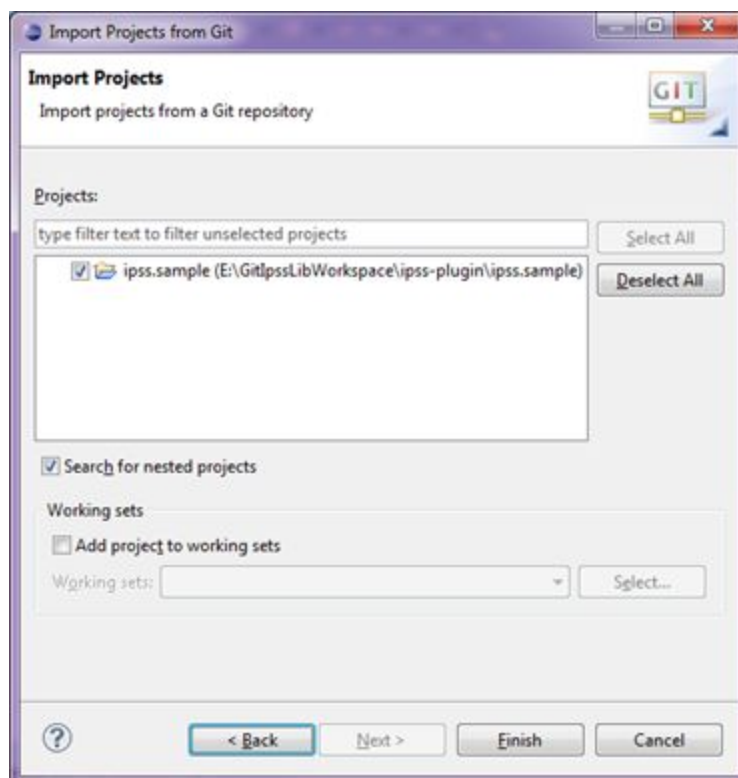 Import Projects from Git
Import Projects
Import projects from a Git repository
GIT
Projects:
type filter text to filter unselected projects
Select All
ipss.sample (E:\GitIpssLibWorkspace\ipss-plugin\ipss.sample)
Deselect All
Search for nested projects
Working sets
Add project to working sets
Working sets:
Select...
?
< Back
Next >
Finish
Cancel